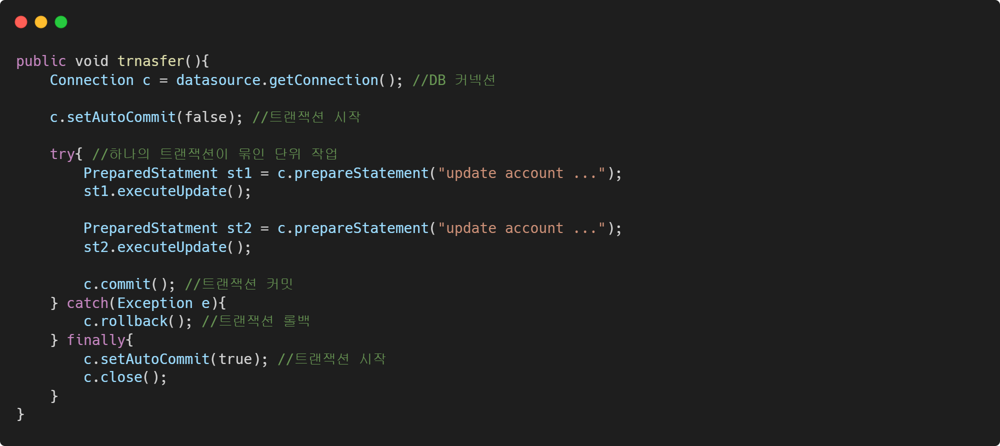 public void trnasfer(){
    Connection c = datasource.getConnection(); //DB 커넥션
    c.setAutoCommit(false); //트랜잭션 시작
    try{ //하나의 트랜잭션이 묶인 단위 작업
        PreparedStatment st1 = c.prepareStatement("update account ...");
        st1.executeUpdate();
        PreparedStatment st2 = c.prepareStatement("update account ...");
        st2.executeUpdate();
        c.commit(); //트랜잭션 커밋
    } catch(Exception e){
        c.rollback(); //트랜잭션 롤백
    } finally{
        c.setAutoCommit(true); //트랜잭션 시작
        c.close();
    }
}